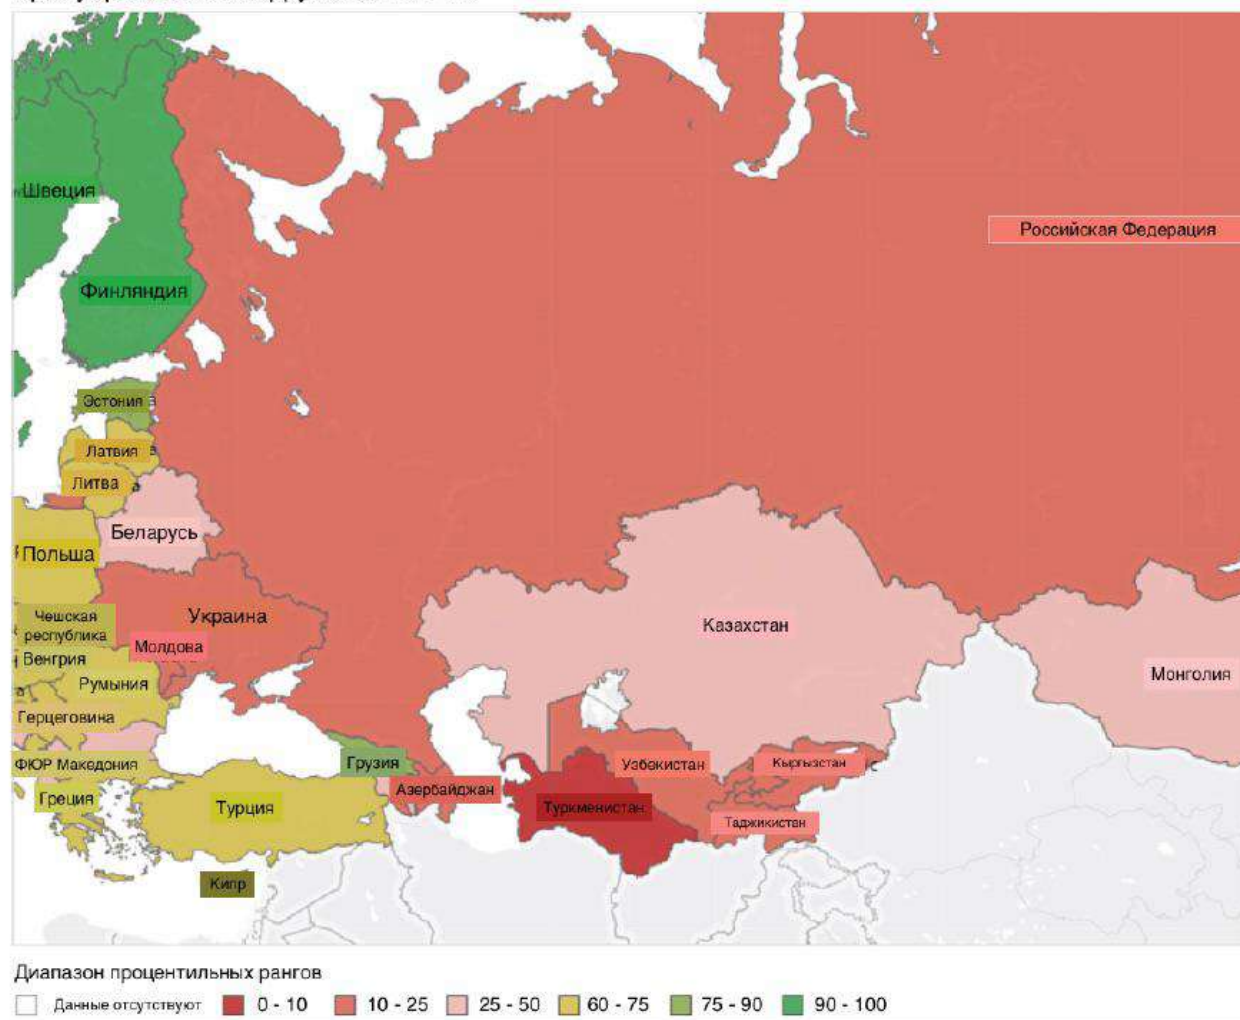 Швеция
Российская Федерация
Финляндия
Эстония
Латвия
Литва
Беларусь
Польша
Чешская
республика
Украина
Казахстан
Молдова
Венгрия
Румыния
Монголия
Герцеговина
ФЮР Македония
Грузия
Узбекистан
Кыргызстан
Греция
Турция
Азербайджан
Туркменистан
Таджикистан
Кипр
Диапазон процентильных рангов
Данные отсутствуют 0 - 10 10 - 25 25 - 50 60 - 75 75 - 90 90 - 100